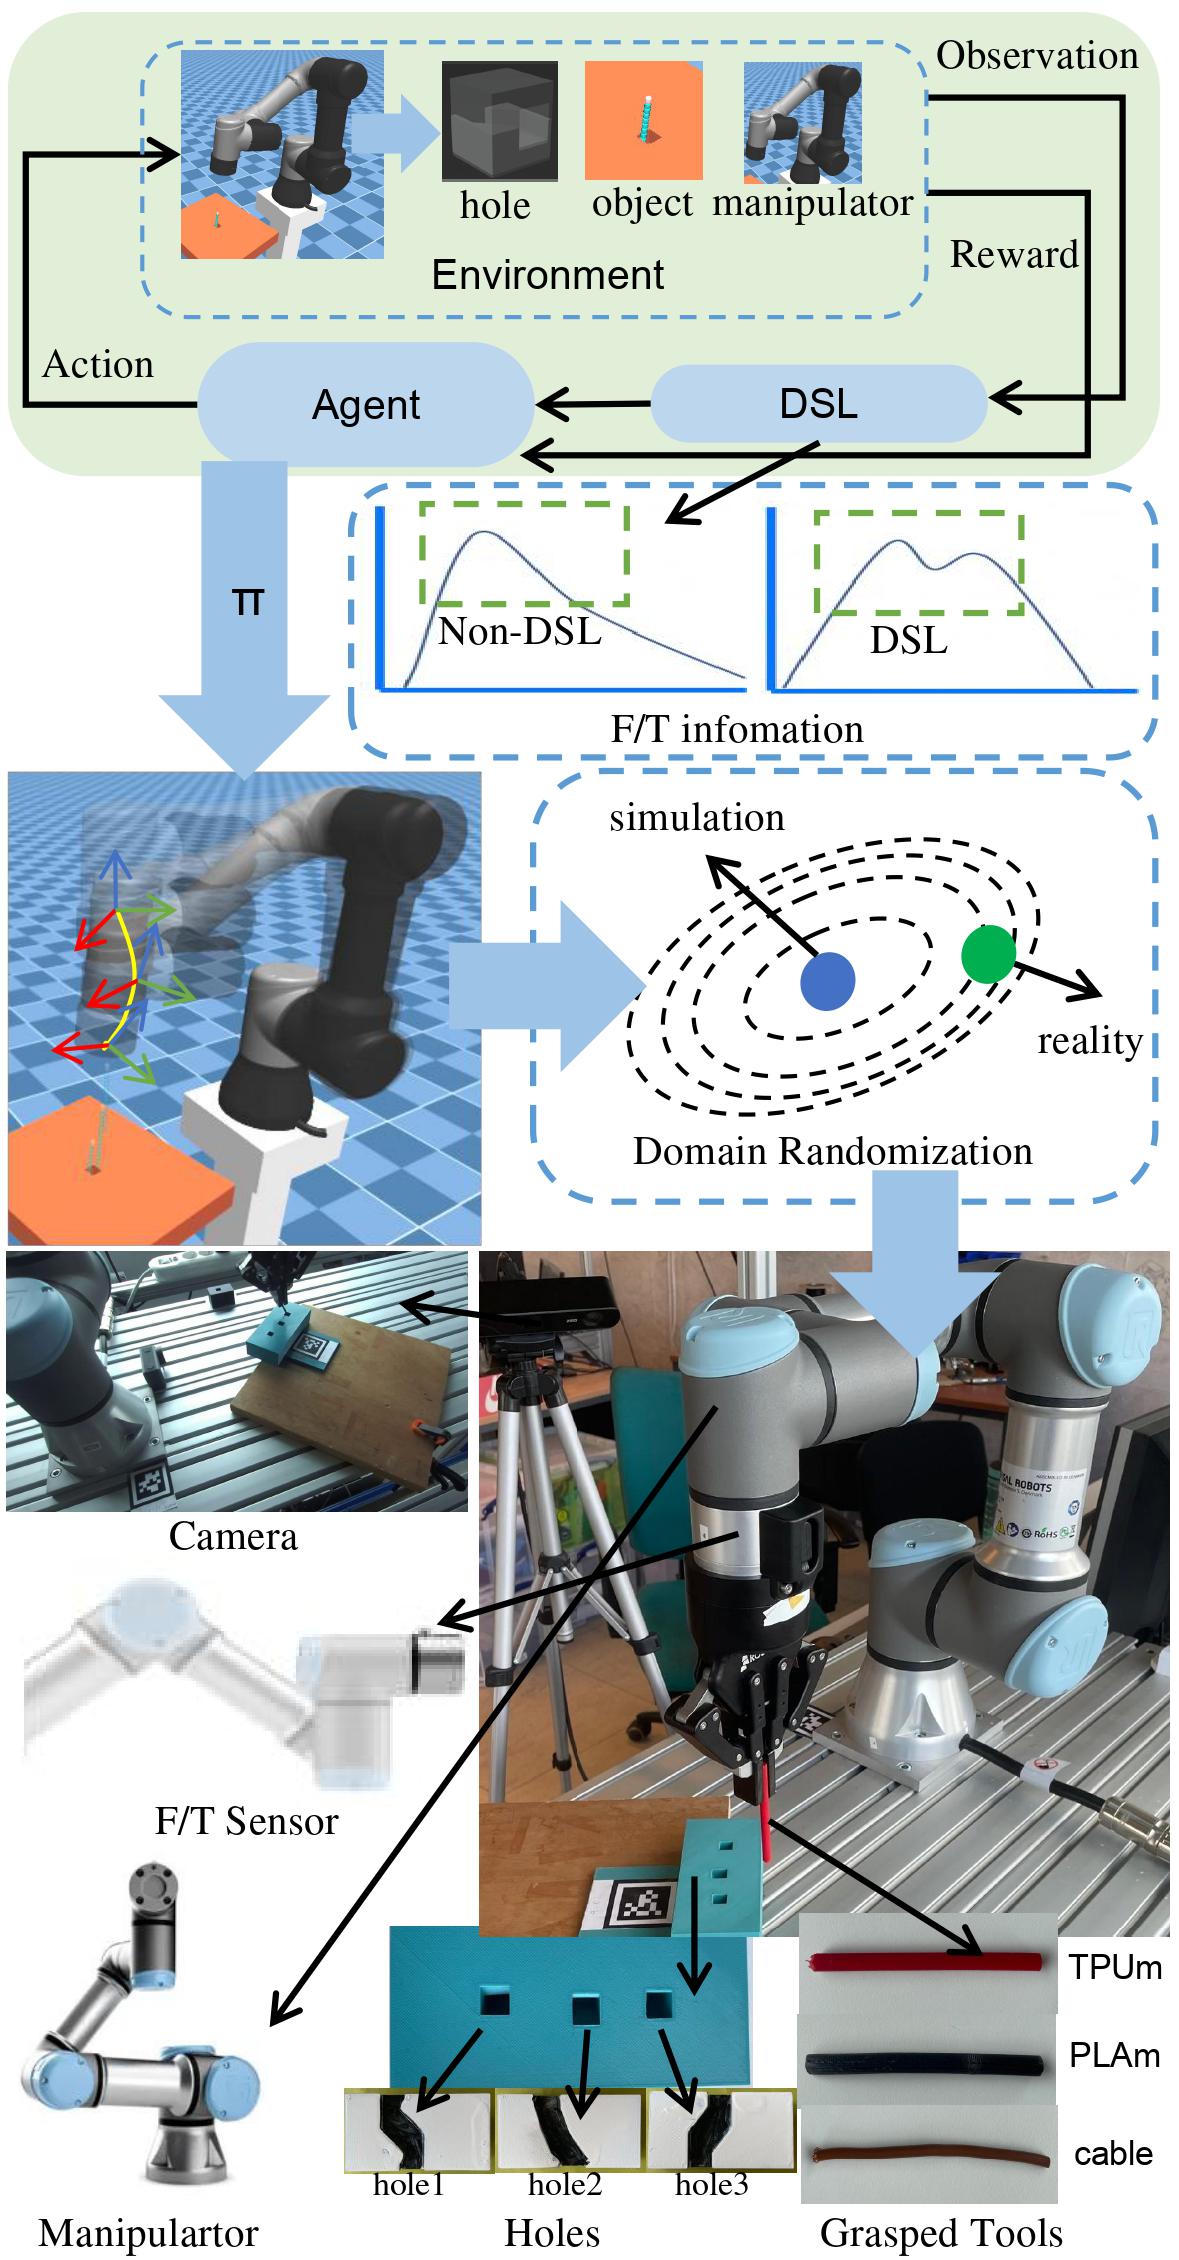 Observation
hole
object
manipulator
Reward
Environment
Action
Agent
DSL
π
Non-DSL
DSL
F/T infomation
simulation
reality
Domain Randomization
Camera
F/T Sensor
RoHS
TPUm
PLAm
cable
hole1
hole2
hole3
Manipulartor
Holes
Grasped Tools